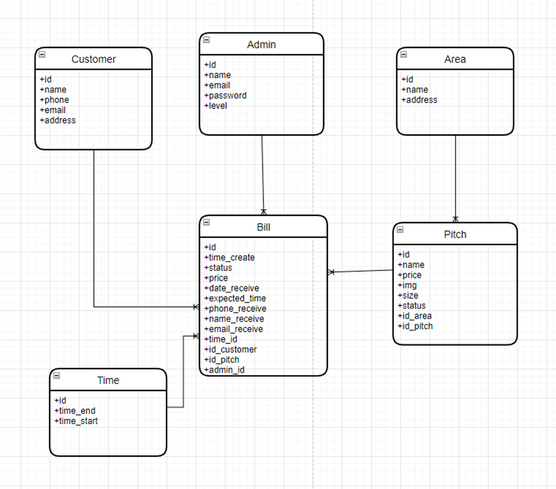 Customer
+id
+name
+phone
+email
+address
Admin
+id
+name
+email
+password
+level
Area
+id
+name
+address
Bill
+id
+time_create
+status
+price
+date_receive
+expected_time
+phone_receive
+name_receive
+email_receive
+time_id
+id_customer
+id_pitch
+admin_id
Pitch
+id
+name
+price
+img
+size
+status
+id_area
+id_pitch
Time
+id
+time_end
+time_start